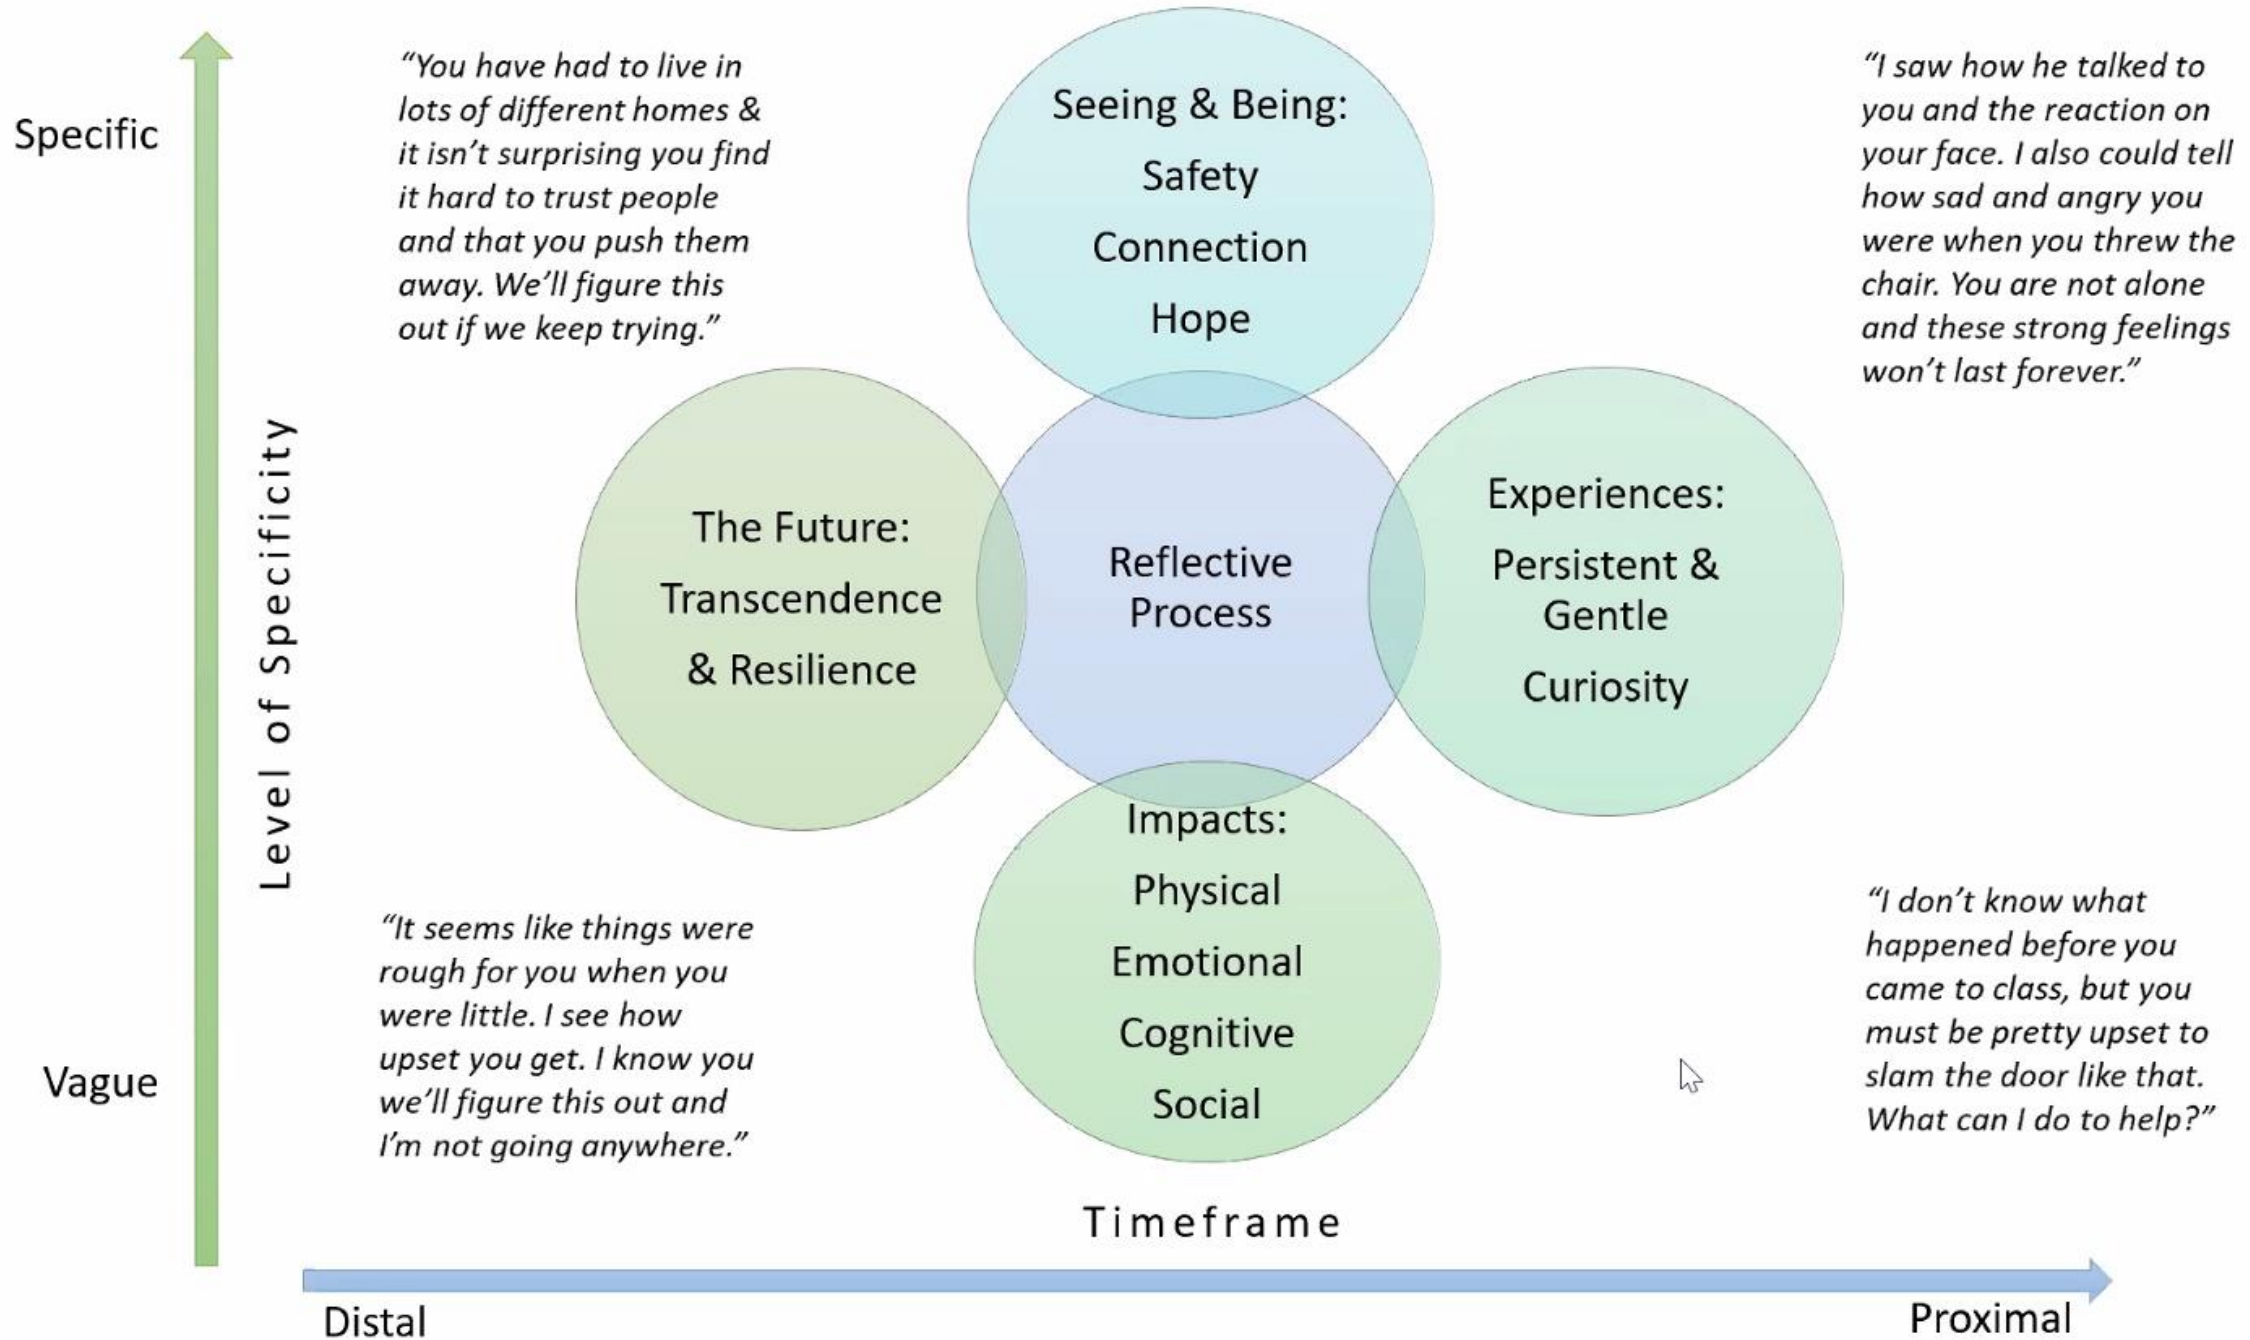 Specific
Level of Specificity
Vague
“You have had to live in
lots of different homes &
it isn’t surprising you find
it hard to trust people
and that you push them
away. We’ll figure this
out if we keep trying.”
Seeing & Being:
Safety
Connection
Hope
“I saw how he talked to
you and the reaction on
your face. I also could tell
how sad and angry you
were when you threw the
chair. You are not alone
and these strong feelings
won’t last forever.”
The Future:
Transcendence
& Resilience
Reflective
Process
Experiences:
Persistent &
Gentle
Curiosity
“It seems like things were
rough for you when you
were little. I see how
upset you get. I know you
we’ll figure this out and
I’m not going anywhere.”
Impacts:
Physical
Emotional
Cognitive
Social
“I don’t know what
happened before you
came to class, but you
must be pretty upset to
slam the door like that.
What can I do to help?”
Timeframe
Distal
Proximal